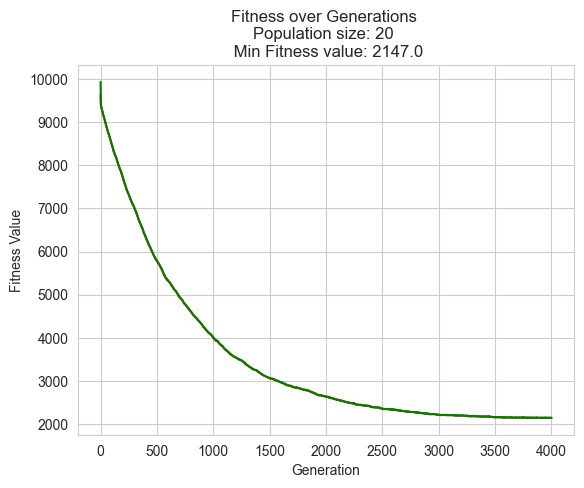 Fitness over Generations
Population size: 20
Min Fitness value: 2147.0
10000
9000
8000
7000
6000
5000
4000
3000
2000
Fitness Value
0 500 1000 1500 2000 2500 3000 3500 4000
Generation